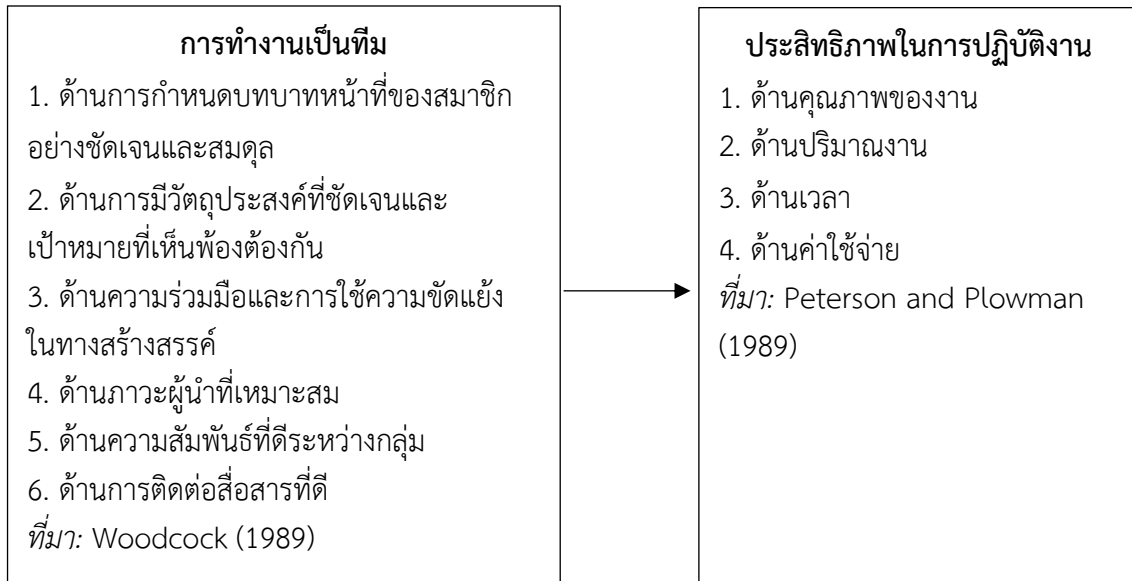 การทำงานเป็นทีม
1. ด้านการกำหนดบทบาทหน้าที่ของสมาชิก
อย่างชัดเจนและสมดุล
2. ด้านการมีวัตถุประสงค์ที่ชัดเจนและ
เป้าหมายที่เห็นพ้องต้องกัน
3. ด้านความร่วมมือและการใช้ความขัดแย้ง
ในทางสร้างสรรค์
4. ด้านภาวะผู้นำที่เหมาะสม
5. ด้านความสัมพันธ์ที่ดีระหว่างกลุ่ม
6. ด้านการติดต่อสื่อสารที่ดี
ที่มา: Woodcock (1989)
ประสิทธิภาพในการปฏิบัติงาน
1. ด้านคุณภาพของงาน
2. ด้านปริมาณงาน
3. ด้านเวลา
4. ด้านค่าใช้จ่าย
ที่มา: Peterson and Plowman
(1989)